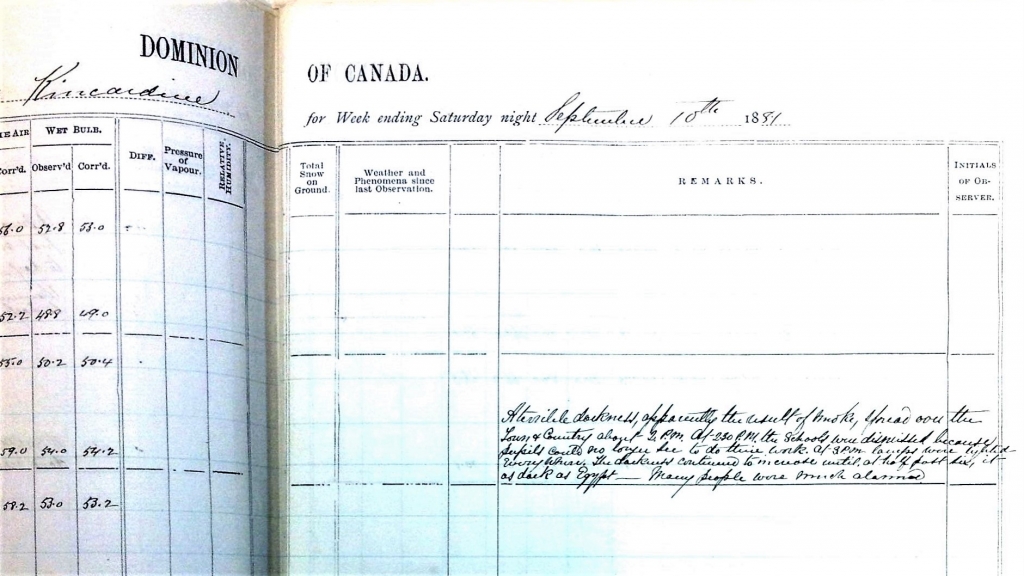 DOMINION
OF CANADA.
Kincardine
for Week ending Saturday night September 10th 1881
WET BULB.
Corr'd. Observ'd Corr'd.
DIFF.
Pressure of Vapour.
RELATIVE HUMIDITY.
Total Snow on Ground.
Weather and Phenomena since last Observation.
REMARKS.
INITIALS OF OBSERVER.
52.8 53.0
52.2 48.8 49.0
55.0 50.2 50.4
59.0 54.0 54.2
58.2 53.0 53.2
A terrible darkness, apparently the result of smoke, spread over the
Town & Country about 2 P.M. At 2 30 P.M. the Schools were dismissed because
pupils could no longer see to do their work. At 3 P.M. lamps were lighted
everywhere. The darkness continued to increase until, at half past six, it
as dark as Egypt — Many people were much alarmed